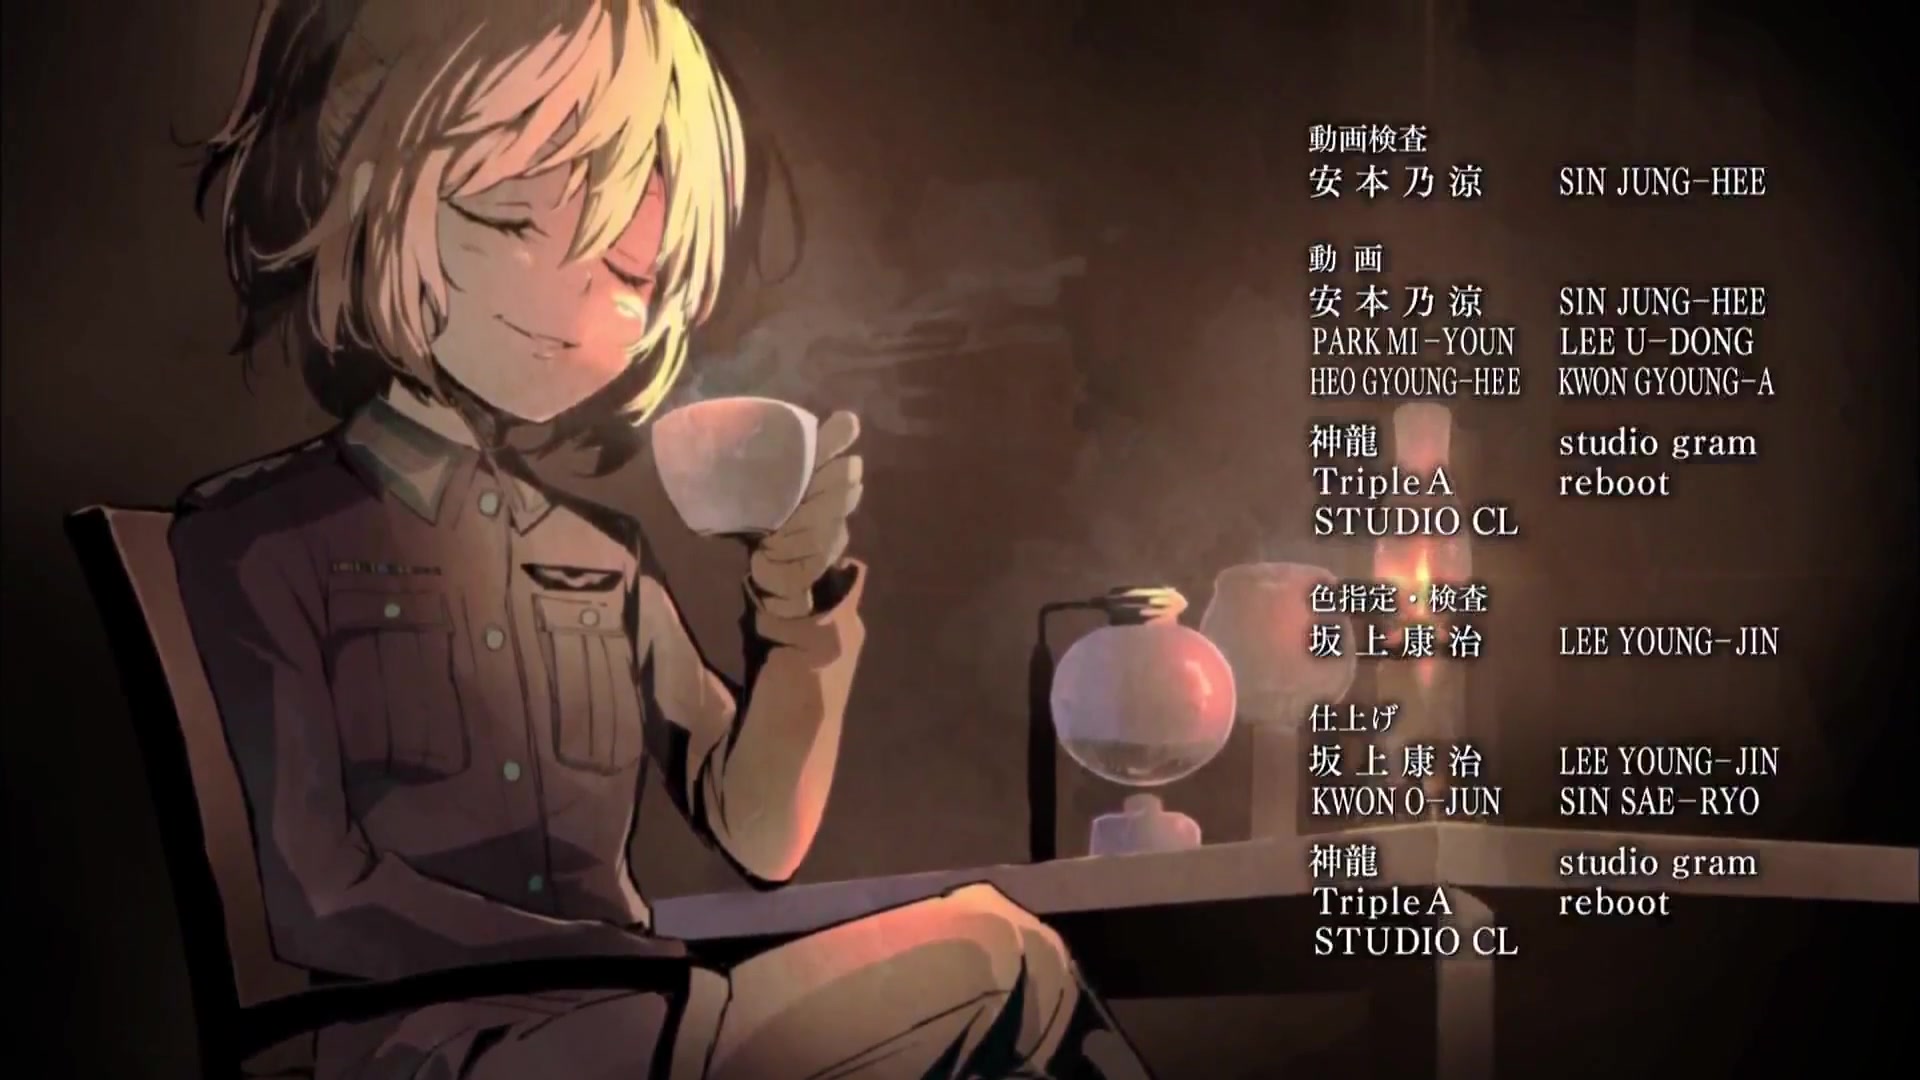 動画検査
安本乃涼 SIN JUNG-HEE
動画
安本乃涼 SIN JUNG-HEE
PARK MI-YOUN LEE U-DONG
HEO GYOUNG-HEE KWON GYOUNG-A
神龍 studio gram
Triple A reboot
STUDIO CL
色指定・検査
坂上康治 LEE YOUNG-JIN
仕上げ
坂上康治 LEE YOUNG-JIN
KWON O-JUN SIN SAE-RYO
神龍 studio gram
Triple A reboot
STUDIO CL